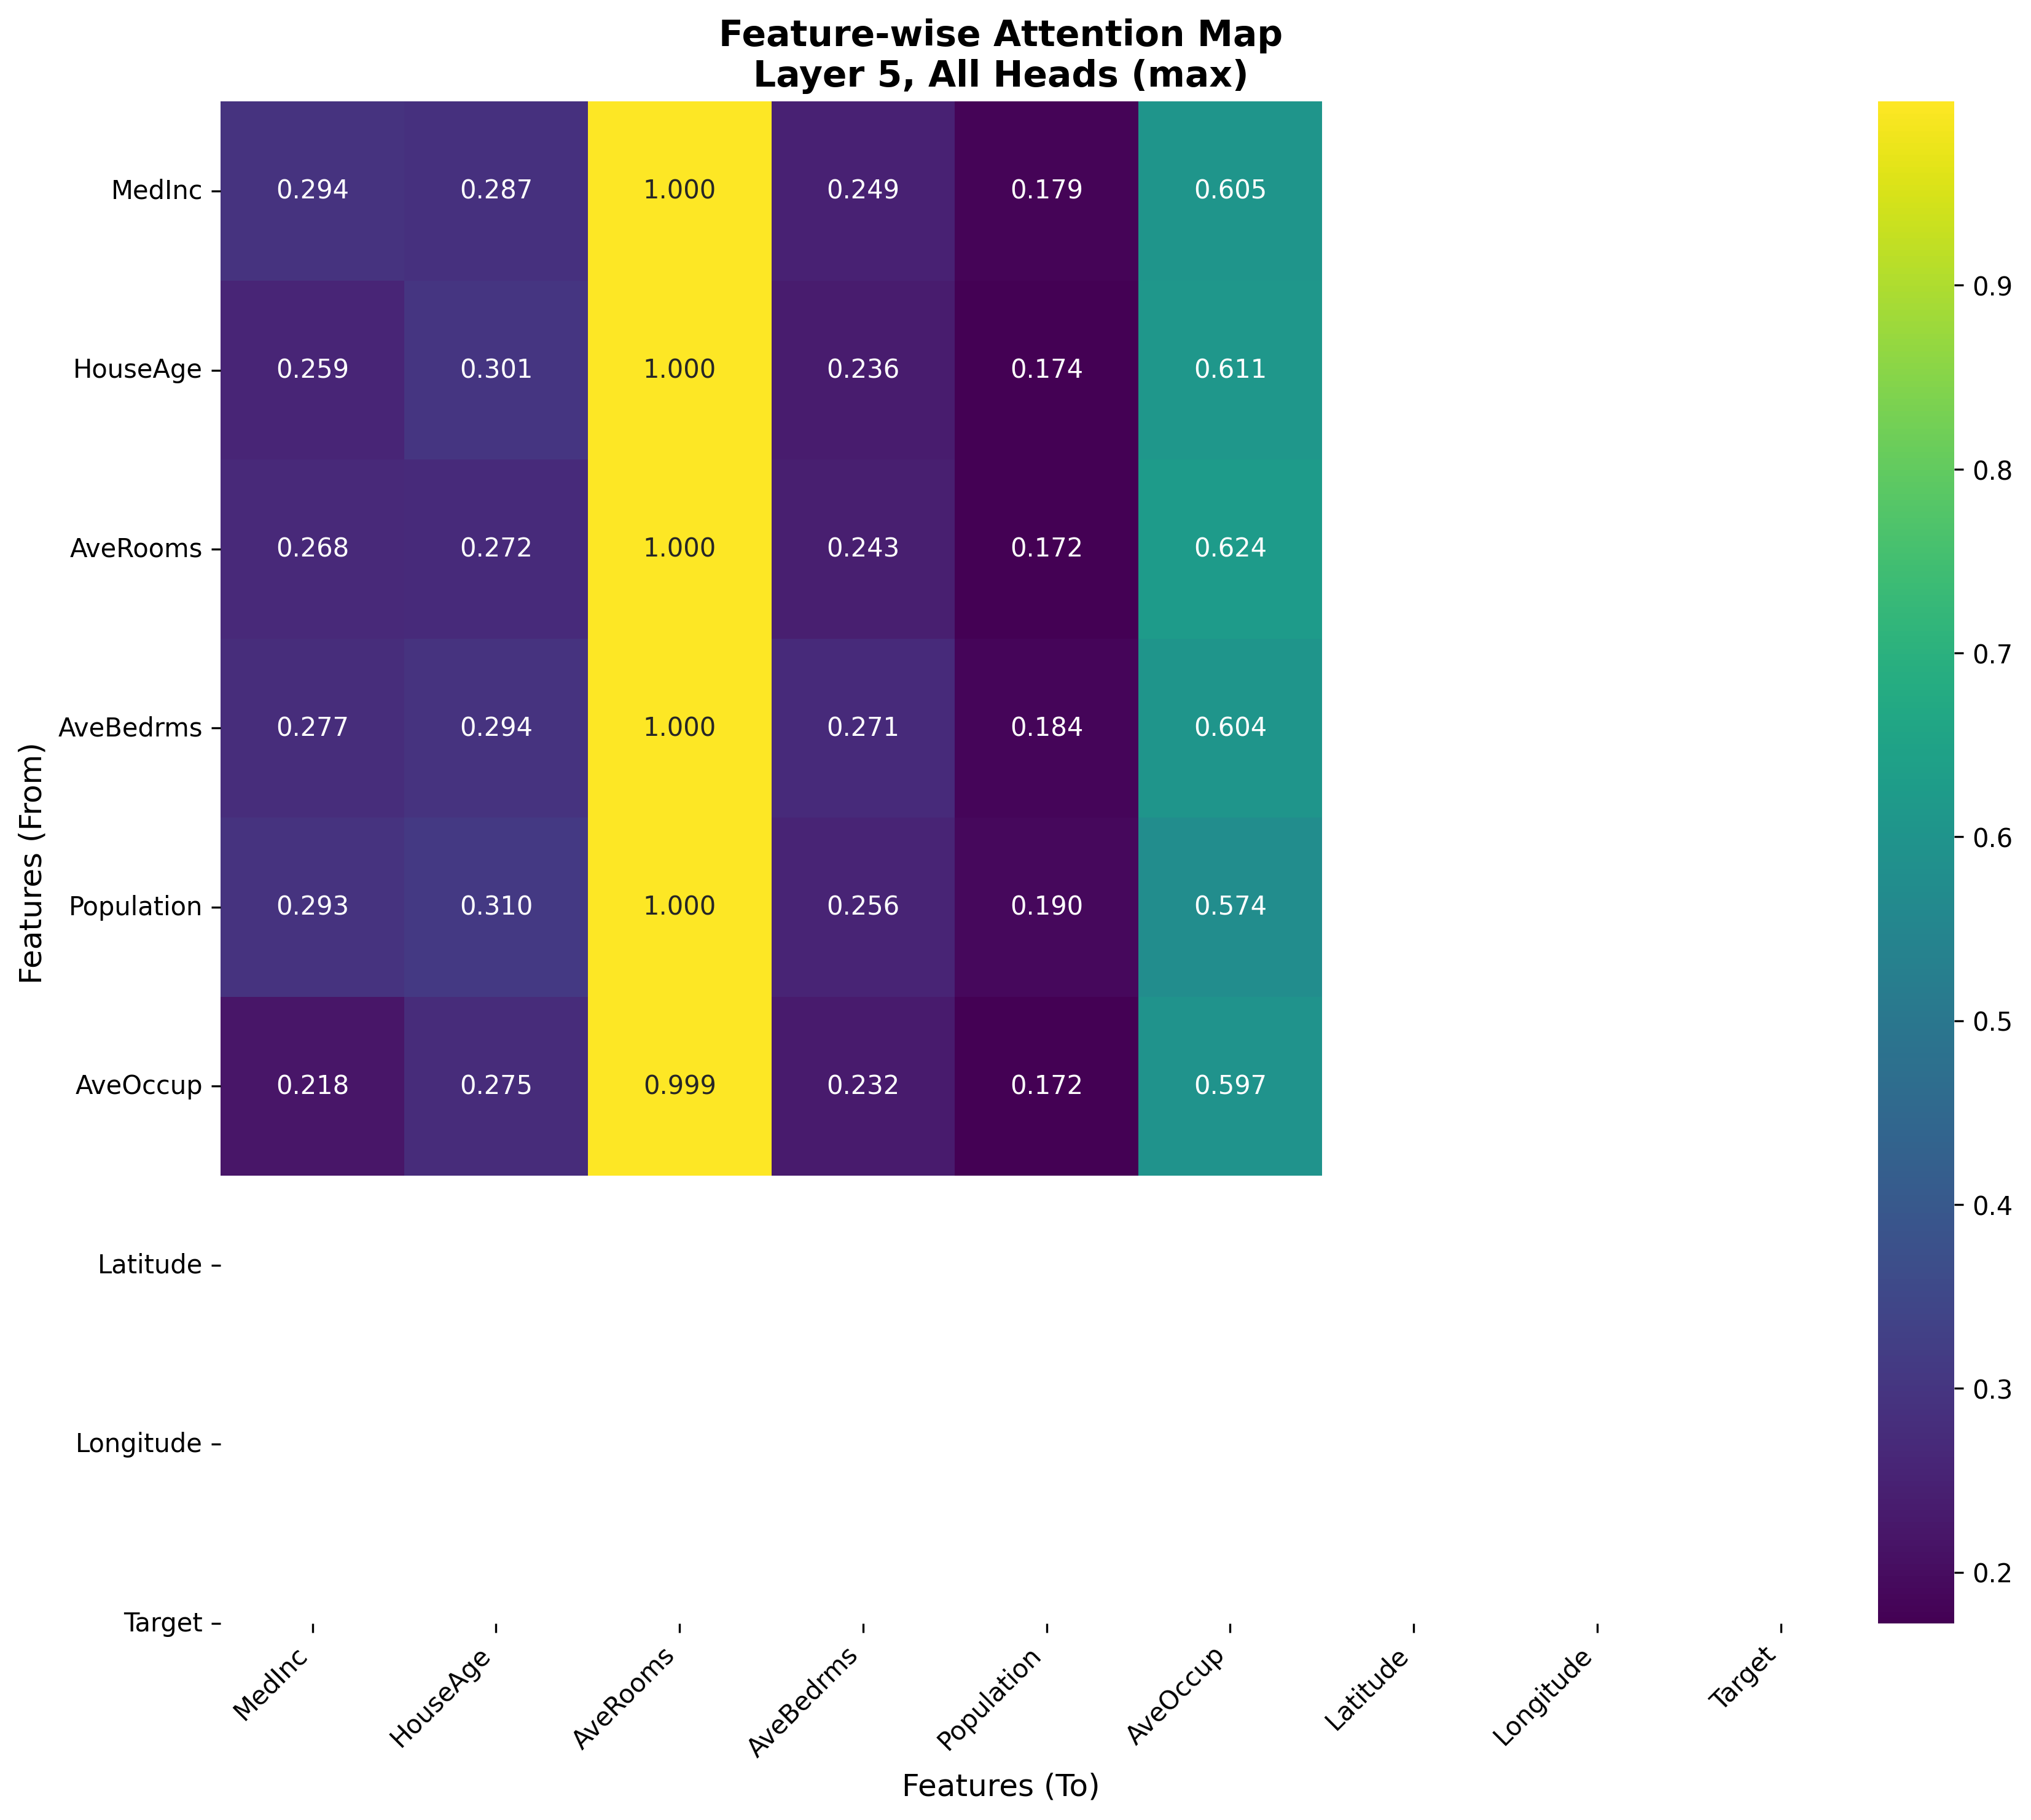 Feature-wise Attention Map
Layer 5, All Heads (max)
MedInc 0.294 0.287 1.000 0.249 0.179 0.605
HouseAge 0.259 0.301 1.000 0.236 0.174 0.611
AveRooms 0.268 0.272 1.000 0.243 0.172 0.624
AveBedrms 0.277 0.294 1.000 0.271 0.184 0.604
Population 0.293 0.310 1.000 0.256 0.190 0.574
AveOccup 0.218 0.275 0.999 0.232 0.172 0.597
Latitude
Longitude
Target
Features (From)
MedInc HouseAge AveRooms AveBedrms Population AveOccup Latitude Longitude Target
Features (To)
0.9
0.8
0.7
0.6
0.5
0.4
0.3
0.2